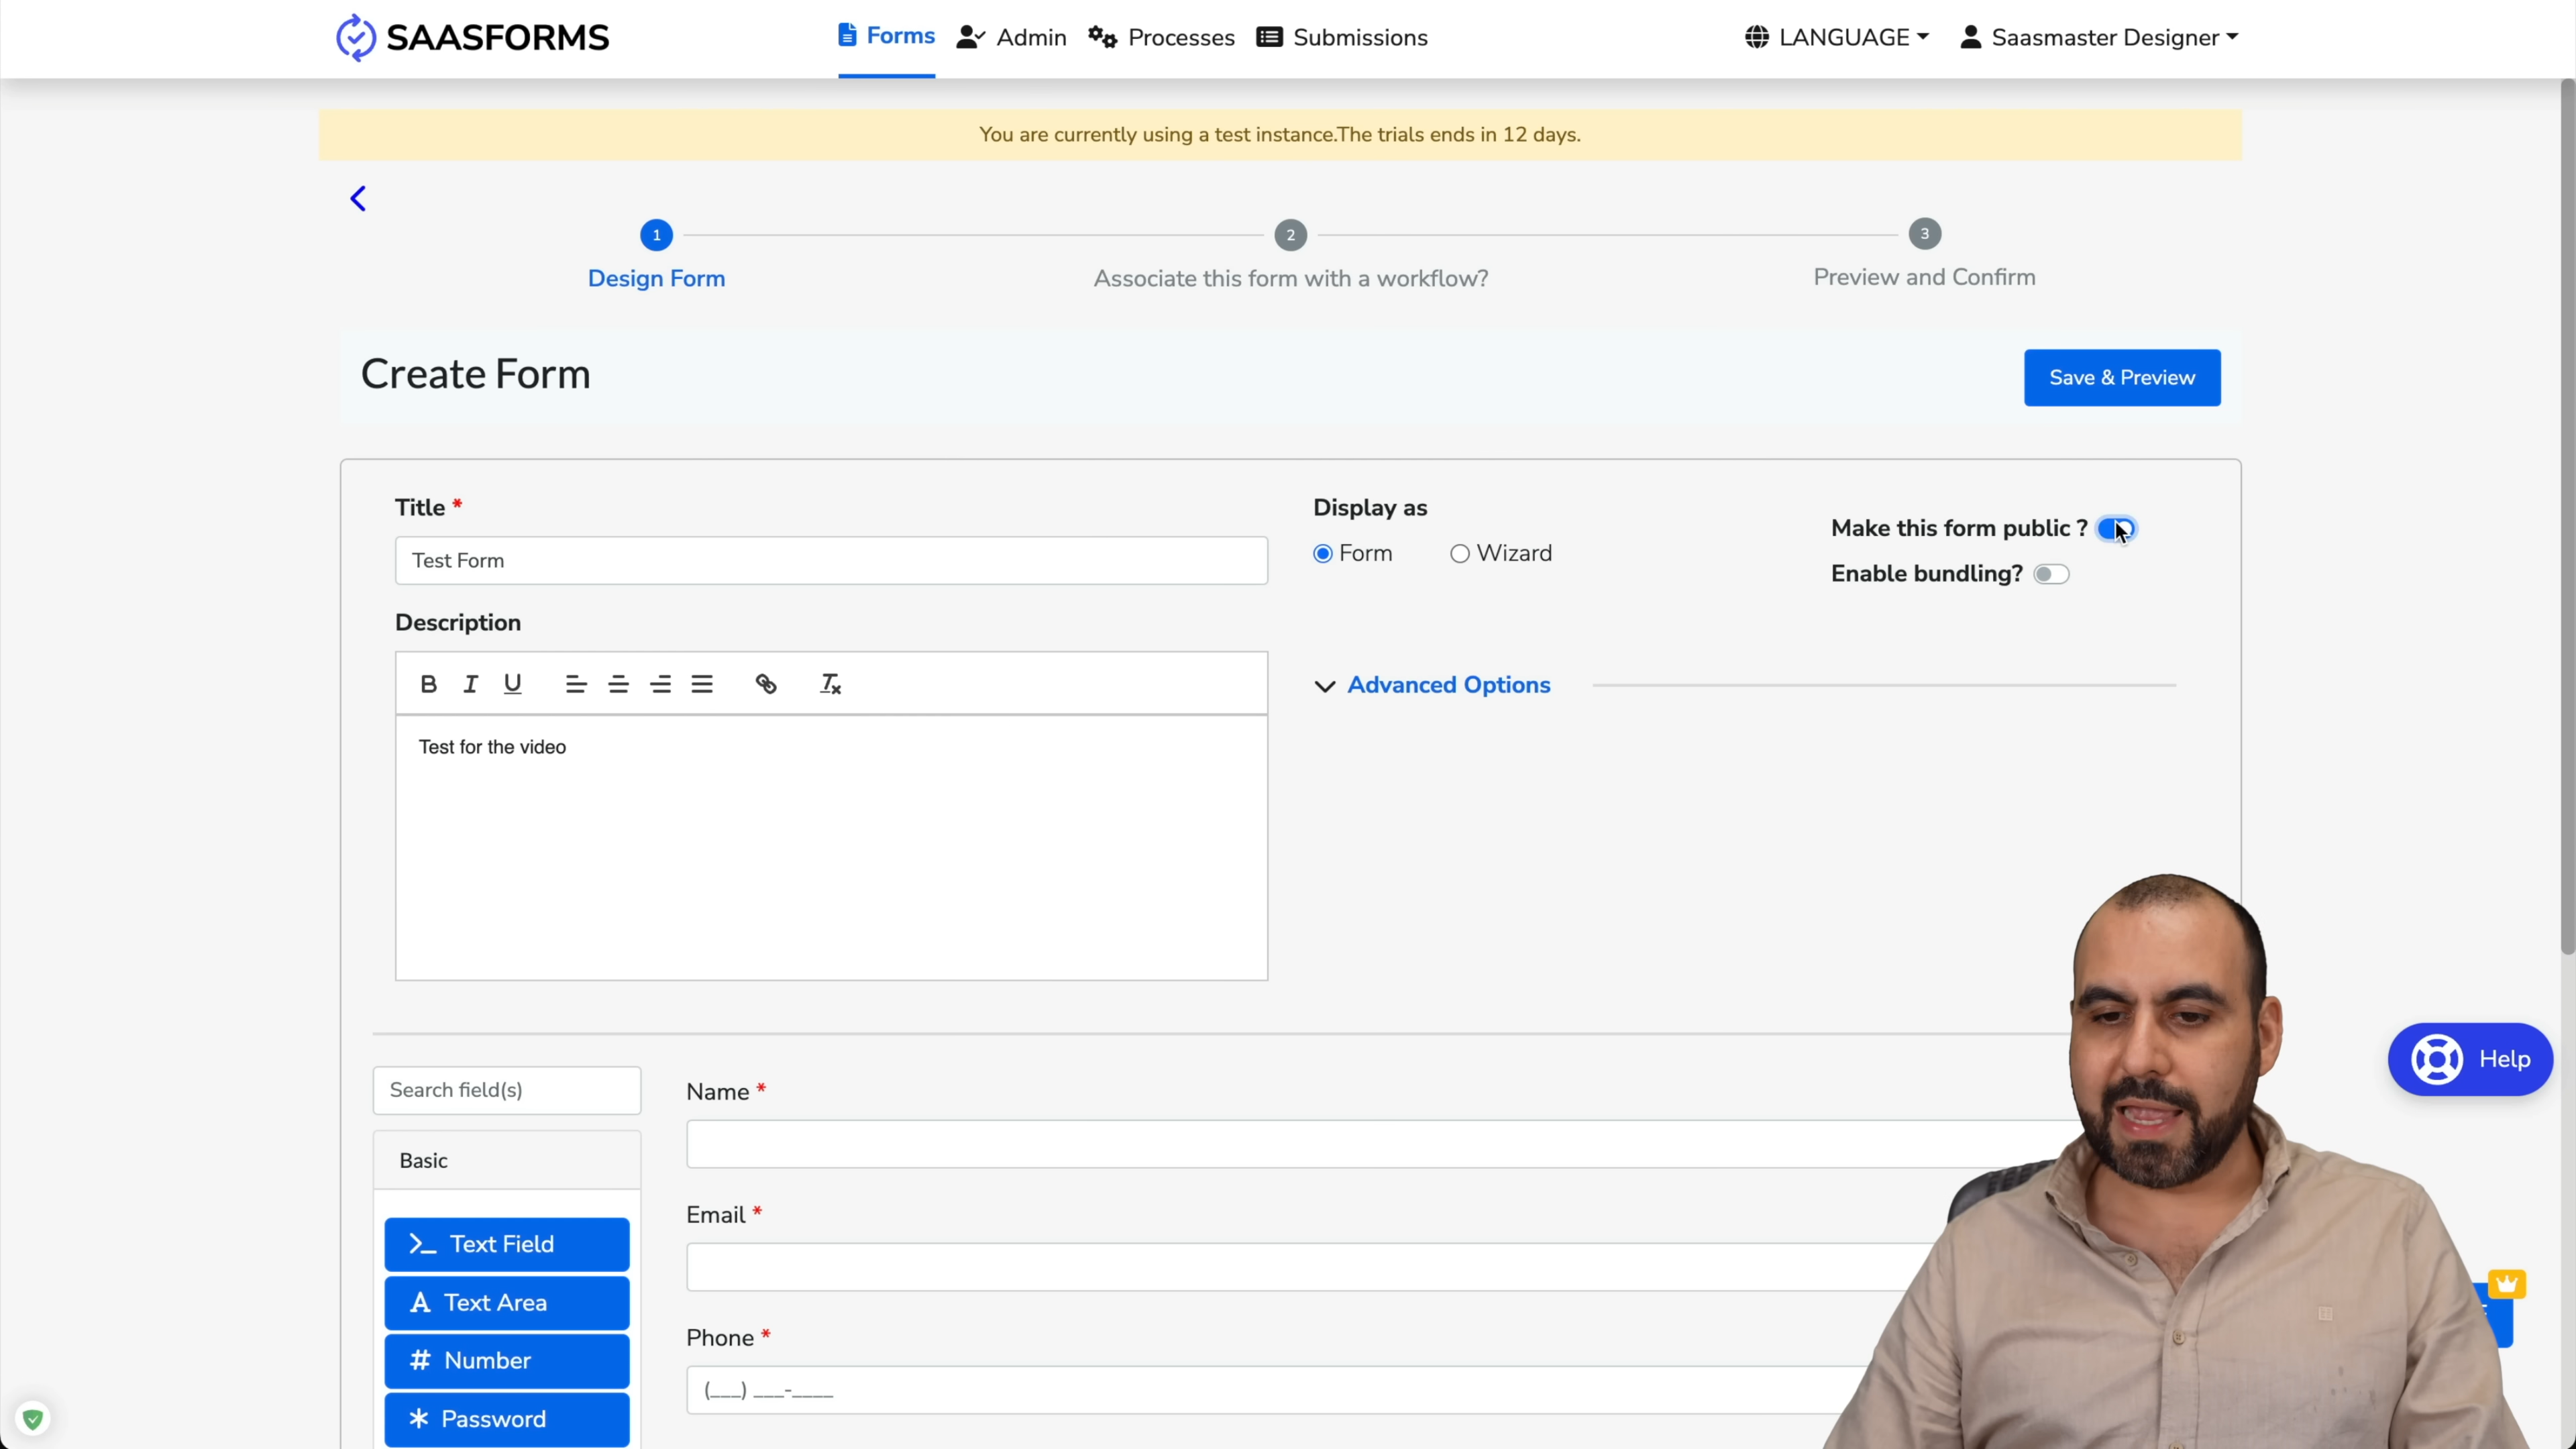 SAASFORMS
Forms Admin Processes Submissions LANGUAGE Saasmaster Designer
You are currently using a test instance.The trials ends in 12 days.
1 2 3
Design Form Associate this form with a workflow? Preview and Confirm
Create Form Save & Preview
Title *
Test Form
Display as
Form Wizard
Make this form public ?
Enable bundling?
Description
Advanced Options
Test for the video
Search field(s)
Basic
Text Field
Text Area
Number
Password
Name *
Email *
Phone *
(___) ___-____
Help